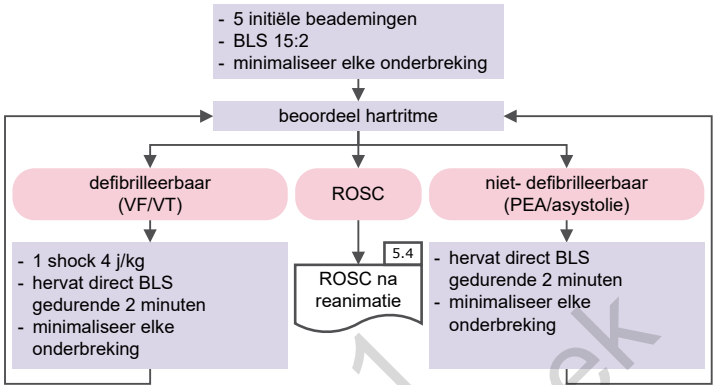 - 5 initiële beademingen
- BLS 15:2
- minimaliseer elke onderbreking
beoordeel hartritme
defibrilleerbaar
(VF/VT)
ROSC
niet- defibrilleerbaar
(PEA/asystolie)
- 1 shock 4 j/kg
- hervat direct BLS
gedurende 2 minuten
- minimaliseer elke
onderbreking
5.4
ROSC na
reanimatie
- hervat direct BLS
gedurende 2 minuten
- minimaliseer elke
onderbreking